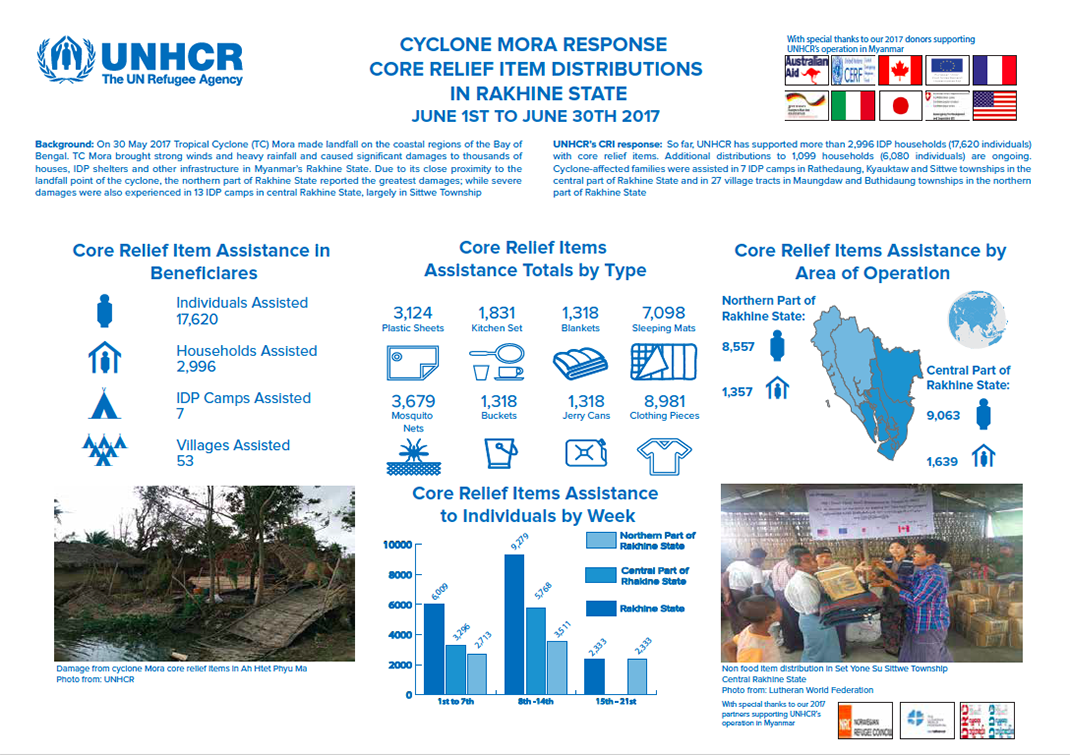 UNHCR
The UN Refugee Agency
CYCLONE MORA RESPONSE
CORE RELIEF ITEM DISTRIBUTIONS
IN RAKHINE STATE
JUNE 1ST TO JUNE 30TH 2017
With special thanks to our 2017 donors supporting
UNHCR's operation in Myanmar
Australian
Aid
CERF
Background: On 30 May 2017 Tropical Cyclone (TC) Mora made landfall on the coastal regions of the Bay of
Bengal. TC Mora brought strong winds and heavy rainfall and caused significant damages to thousands of
houses, IDP shelters and other infrastructure in Myanmar's Rakhine State. Due to its close proximity to the
landfall point of the cyclone, the northern part of Rakhine State reported the greatest damages; while severe
damages were also experienced in 13 IDP camps in central Rakhine State, largely in Sittwe Township
UNHCR's CRI response: So far, UNHCR has supported more than 2,996 IDP households (17,620 individuals)
with core relief items. Additional distributions to 1,099 households (6,080 individuals) are ongoing.
Cyclone-affected families were assisted in 7 IDP camps in Rathedaung, Kyauktaw and Sittwe townships in the
central part of Rakhine State and in 27 village tracts in Maungdaw and Buthidaung townships in the northern
part of Rakhine State
Core Relief Item Assistance in
Beneficiares
Individuals Assisted
17,620
Households Assisted
2,996
IDP Camps Assisted
7
Villages Assisted
53
Core Relief Items
Assistance Totals by Type
3,124
Plastic Sheets
1,831
Kitchen Set
1,318
Blankets
7,098
Sleeping Mats
3,679
Mosquito
Nets
1,318
Buckets
1,318
Jerry Cans
8,981
Clothing Pieces
Core Relief Items Assistance by
Area of Operation
Northern Part of
Rakhine State:
8,557
1,357
Central Part of
Rakhine State:
9,063
1,639
Damage from cyclone Mora core relief items in Ah Htet Phyu Ma
Photo from: UNHCR
Core Relief Items Assistance
to Individuals by Week
10000
8000
6000
4000
2000
0
6,009
3,296
2,713
9,279
5,768
3,511
2,333
2,333
1st to 7th
8th -14th
15th - 21st
Northern Part of
Rakhine State
Central Part of
Rhakine State
Rakhine State
Non food item distribution in Set Yone Su Sittwe Township
Central Rakhine State
Photo from: Lutheran World Federation
With special thanks to our 2017
partners supporting UNHCR's
operation in Myanmar
NRC
NORWEGIAN
REFUGEE COUNCIL